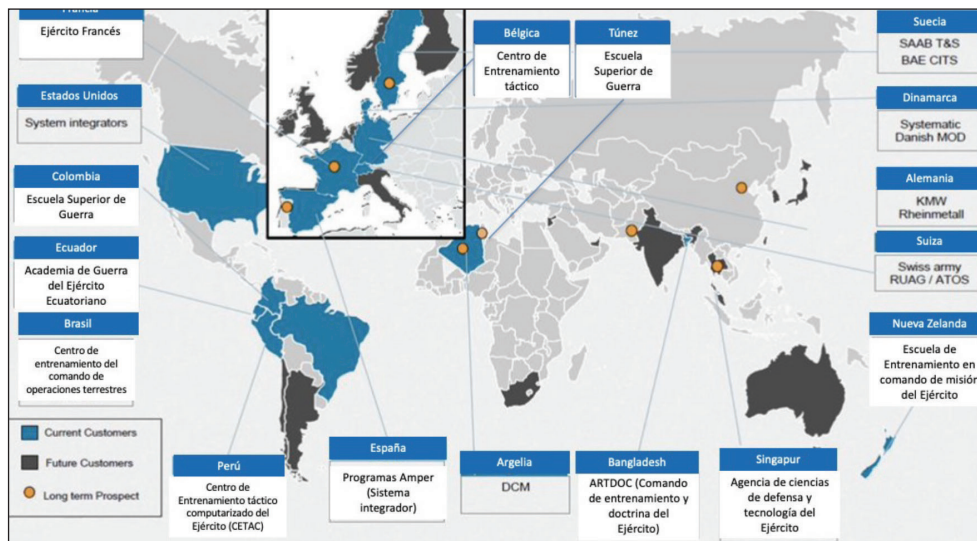 Francia
Ejército Francés
Estados Unidos
System integrators
Colombia
Escuela Superior de
Guerra
Ecuador
Academia de Guerra
del Ejército
Ecuatoriano
Brasil
Centro de
entrenamiento del
comando de
operaciones terrestres
Current Customers
Future Customers
Long term Prospect
Perú
Centro de
Entrenamiento táctico
computarizado del
Ejército (CETAC)
España
Programas Amper
(Sistema
integrador)
Argelia
DCM
Bangladesh
ARTDOC (Comando
de entrenamiento y
doctrina del
Ejército)
Singapur
Agencia de ciencias
de defensa y
tecnología del
Ejército
Bélgica
Centro de
Entrenamiento
táctico
Túnez
Escuela
Superior de
Guerra
Suecia
SAAB T&S
BAE CITS
Dinamarca
Systematic
Danish MOD
Alemania
KMW
Rheinmetall
Suiza
Swiss army
RUAG / ATOS
Nueva Zelanda
Escuela de
Entrenamiento en
comando de misión
del Ejército